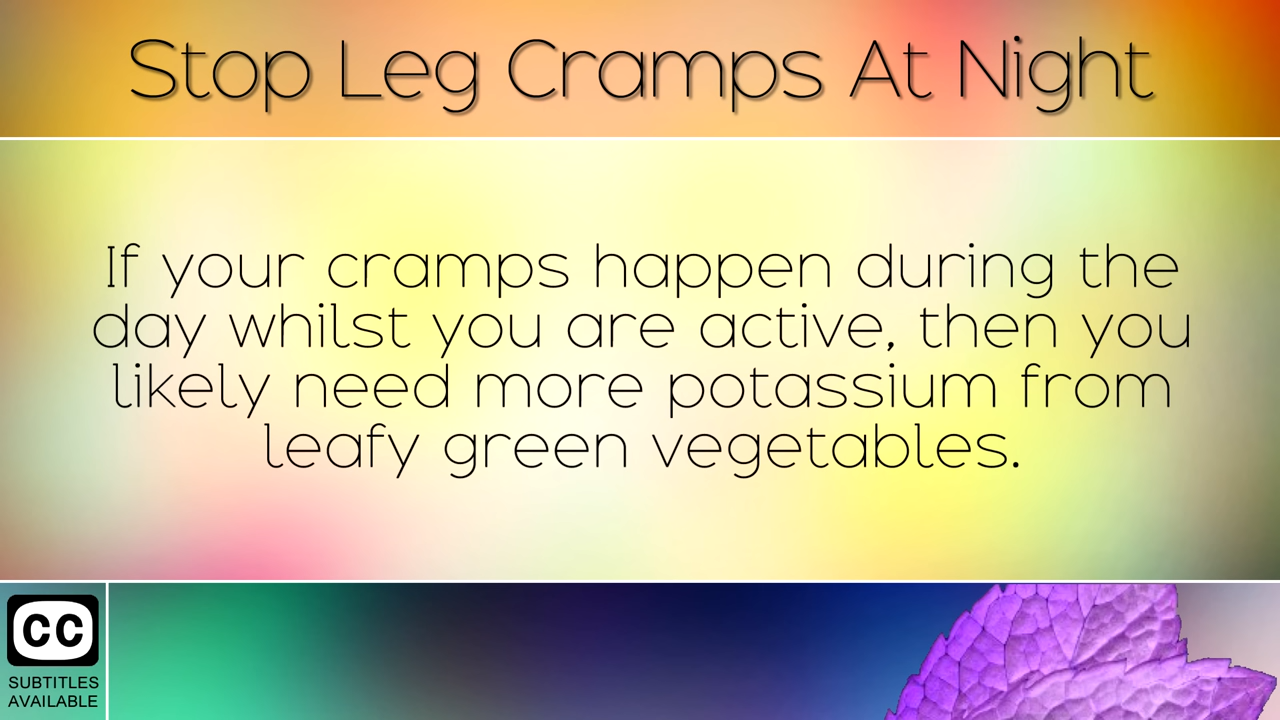 Stop Leg Cramps At Night
If your cramps happen during the
day whilst you are active, then you
likely need more potassium from
leafy green vegetables.
CC
SUBTITLES
AVAILABLE